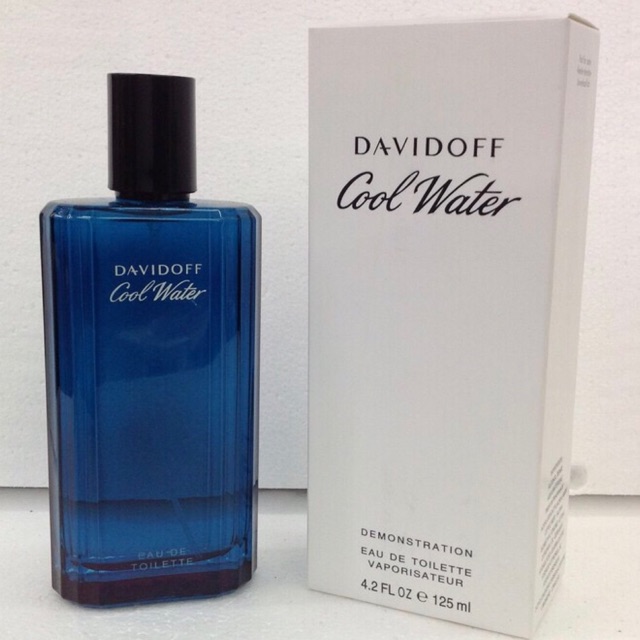 DAVIDOFF
Cool Water
EAU DE
TOILETTE
DAVIDOFF
Cool Water
DEMONSTRATION
EAU DE TOILETTE
VAPORISATEUR
4.2 FL OZ ℮ 125 ml